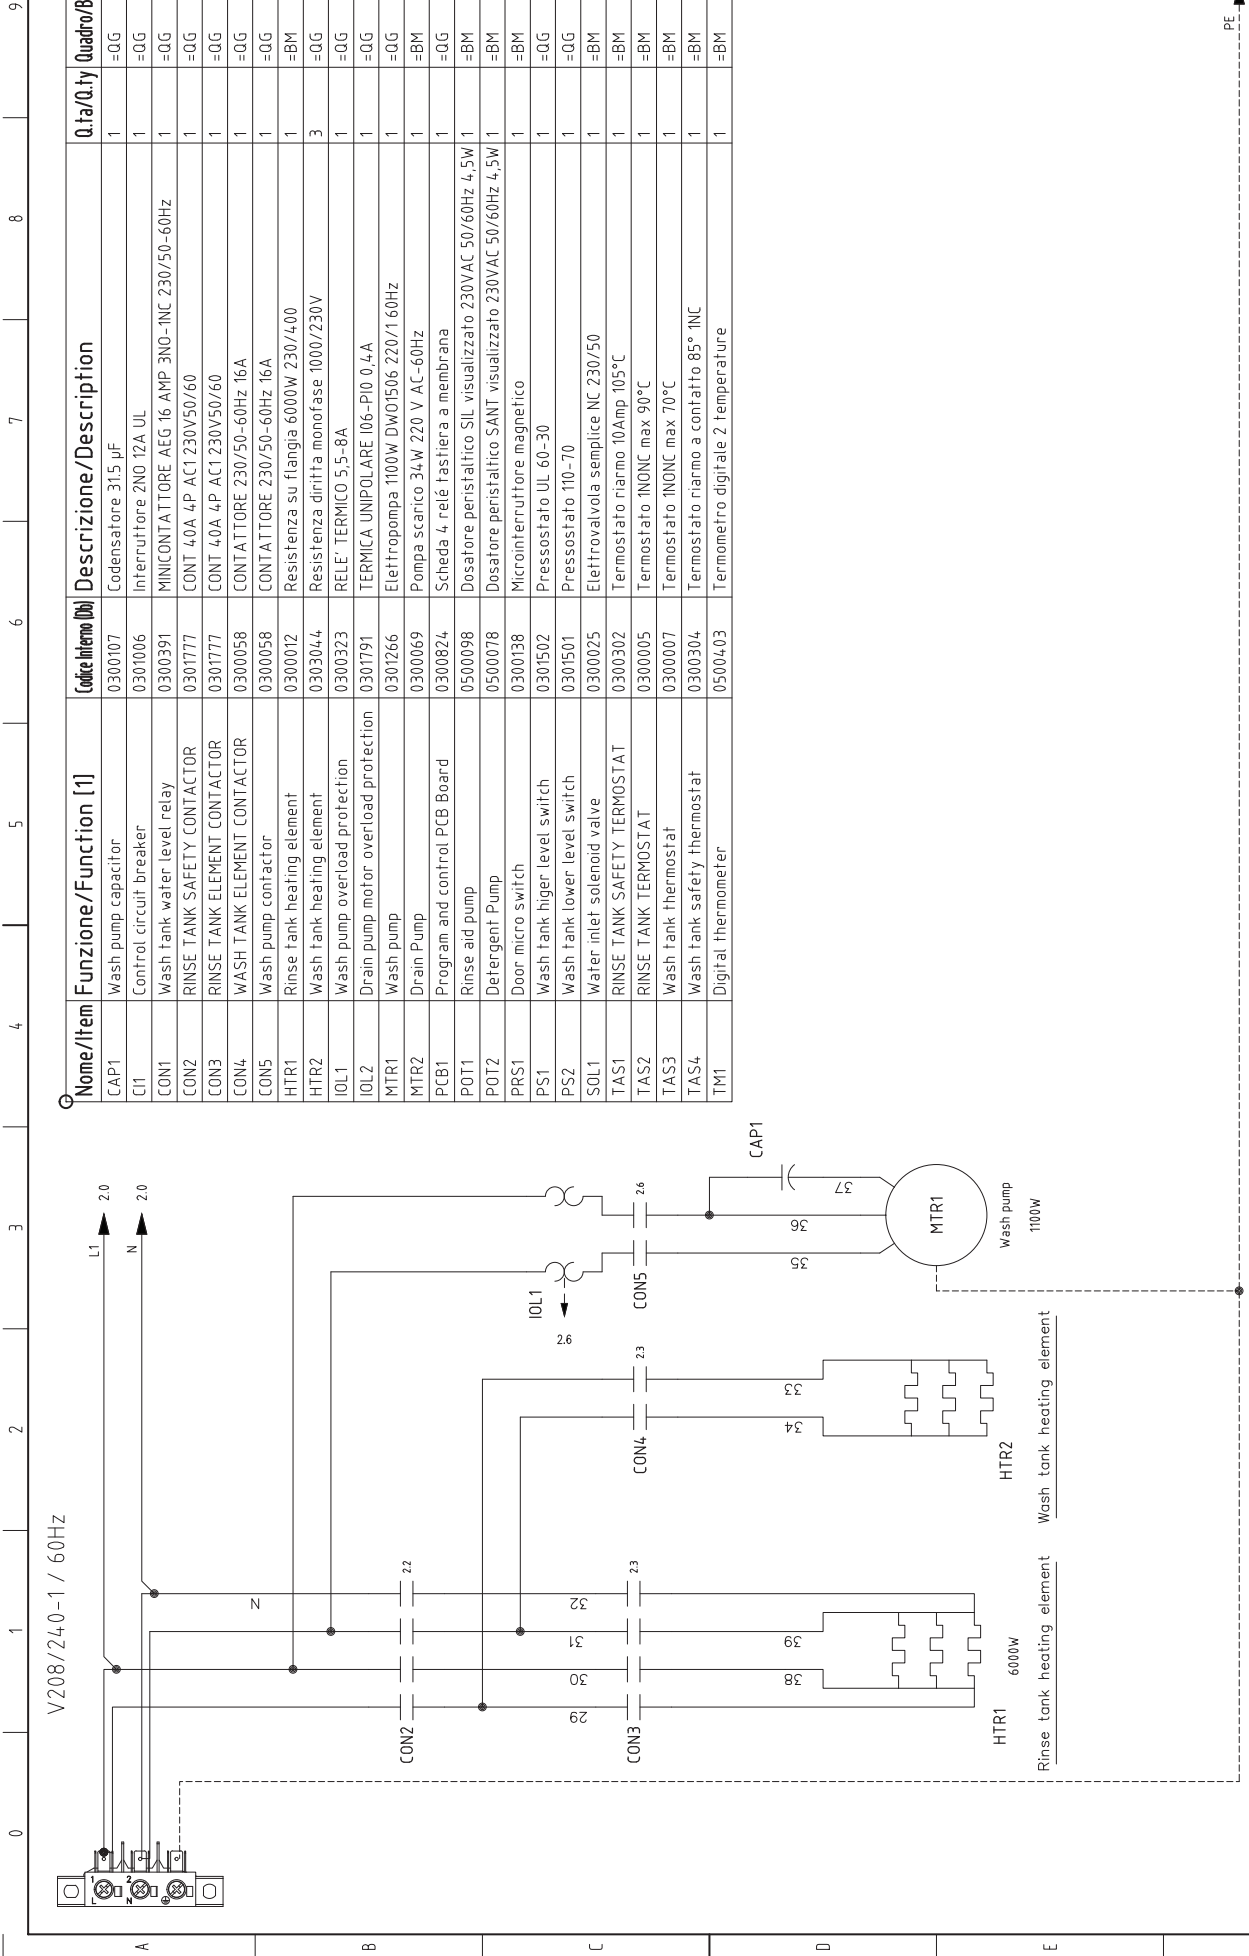 0 1 2 3 4 5 6 7 8 9
A
B
C
D
E
V208/240-1 / 60Hz
1 2
L N
L1 2.0
N 2.0
N
CON2 2.2
29 30 31 32
CON3 2.3
38 39
HTR1
6000W
Rinse tank heating element
CON4 2.3
34 33
HTR2
Wash tank heating element
IOL1
2.6
CON5 2.6
35 36 37
CAP1
MTR1
Wash pump
1100W
PE
Nome/Item Funzione/Function [1] Codice Interno (Db) Descrizione/Description Q.ta/Q.ty Quadro/B
CAP1 Wash pump capacitor 0300107 Codensatore 31.5 µF 1 =QG
CI1 Control circuit breaker 0301006 Interruttore 2NO 12A UL 1 =QG
CON1 Wash tank water level relay 0300391 MINICONTATTORE AEG 16 AMP 3NO-1NC 230/50-60Hz 1 =QG
CON2 RINSE TANK SAFETY CONTACTOR 0301777 CONT 40A 4P AC1 230V50/60 1 =QG
CON3 RINSE TANK ELEMENT CONTACTOR 0301777 CONT 40A 4P AC1 230V50/60 1 =QG
CON4 WASH TANK ELEMENT CONTACTOR 0300058 CONTATTORE 230/50-60Hz 16A 1 =QG
CON5 Wash pump contactor 0300058 CONTATTORE 230/50-60Hz 16A 1 =QG
HTR1 Rinse tank heating element 0300012 Resistenza su flangia 6000W 230/400 1 =BM
HTR2 Wash tank heating element 0303044 Resistenza diritta monofase 1000/230V 3 =QG
IOL1 Wash pump overload protection 0300323 RELE' TERMICO 5,5-8A 1 =QG
IOL2 Drain pump motor overload protection 0301791 TERMICA UNIPOLARE I06-PI0 0,4A 1 =QG
MTR1 Wash pump 0301266 Elettropompa 1100W DWO1506 220/1 60Hz 1 =QG
MTR2 Drain Pump 0300069 Pompa scarico 34W 220 V AC-60Hz 1 =BM
PCB1 Program and control PCB Board 0300824 Scheda 4 relé tastiera a membrana 1 =QG
POT1 Rinse aid pump 0500098 Dosatore peristaltico SIL visualizzato 230VAC 50/60Hz 4,5W 1 =BM
POT2 Detergent Pump 0500078 Dosatore peristaltico SANT visualizzato 230VAC 50/60Hz 4,5W 1 =BM
PRS1 Door micro switch 0300138 Microinterruttore magnetico 1 =BM
PS1 Wash tank higer level switch 0301502 Pressostato UL 60-30 1 =QG
PS2 Wash tank lower level switch 0301501 Pressostato 110-70 1 =QG
SOL1 Water inlet solenoid valve 0300025 Elettrovalvola semplice NC 230/50 1 =BM
TAS1 RINSE TANK SAFETY TERMOSTAT 0300302 Termostato riarmo 10Amp 105°C 1 =BM
TAS2 RINSE TANK TERMOSTAT 0300005 Termostato 1NONC max 90°C 1 =BM
TAS3 Wash tank thermostat 0300007 Termostato 1NONC max 70°C 1 =BM
TAS4 Wash tank safety thermostat 0300304 Termostato riarmo a contatto 85° 1NC 1 =BM
TM1 Digital thermometer 0500403 Termometro digitale 2 temperature 1 =BM